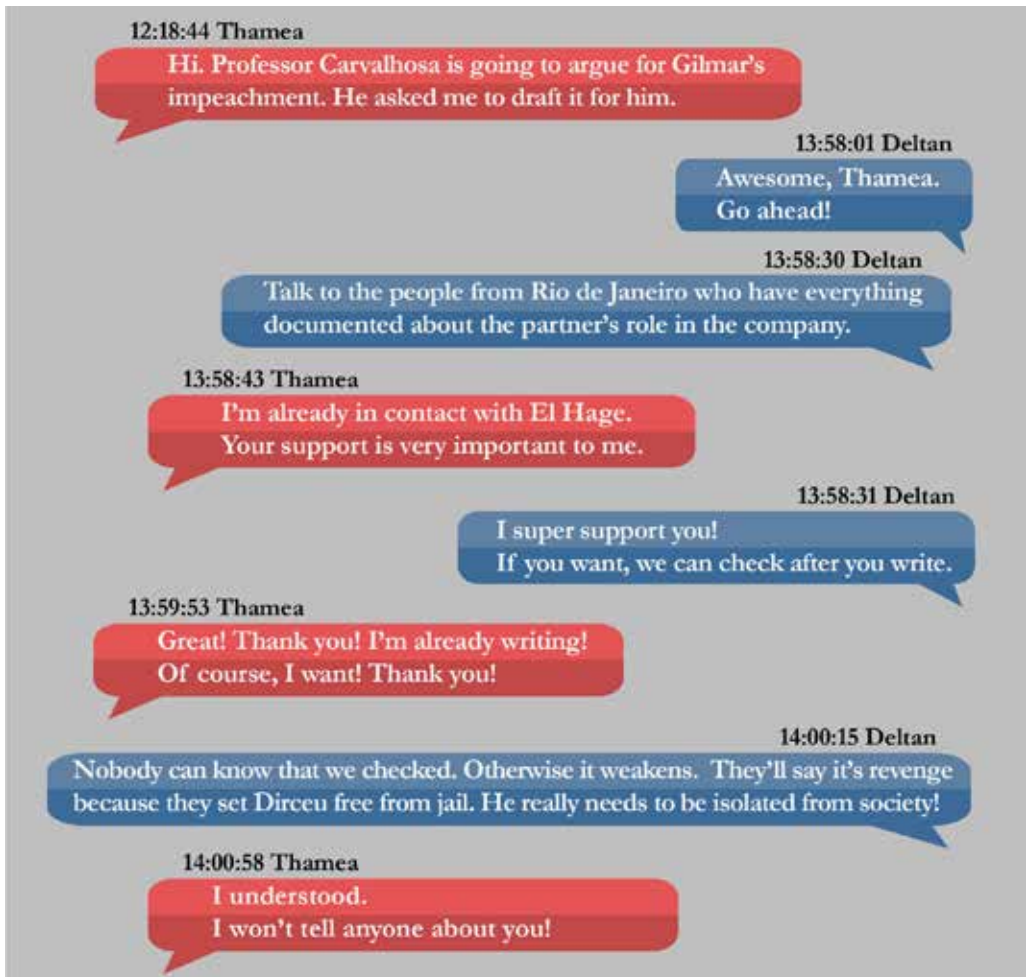 12:18:44 Thamea
Hi. Professor Carvalhosa is going to argue for Gilmar's
impeachment. He asked me to draft it for him.
13:58:01 Deltan
Awesome, Thamea.
Go ahead!
13:58:30 Deltan
Talk to the people from Rio de Janeiro who have everything
documented about the partner's role in the company.
13:58:43 Thamea
I'm already in contact with El Hage.
Your support is very important to me.
13:58:31 Deltan
I super support you!
If you want, we can check after you write.
13:59:53 Thamea
Great! Thank you! I'm already writing!
Of course, I want! Thank you!
14:00:15 Deltan
Nobody can know that we checked. Otherwise it weakens. They'll say it's revenge
because they set Dirceu free from jail. He really needs to be isolated from society!
14:00:58 Thamea
I understood.
I won't tell anyone about you!